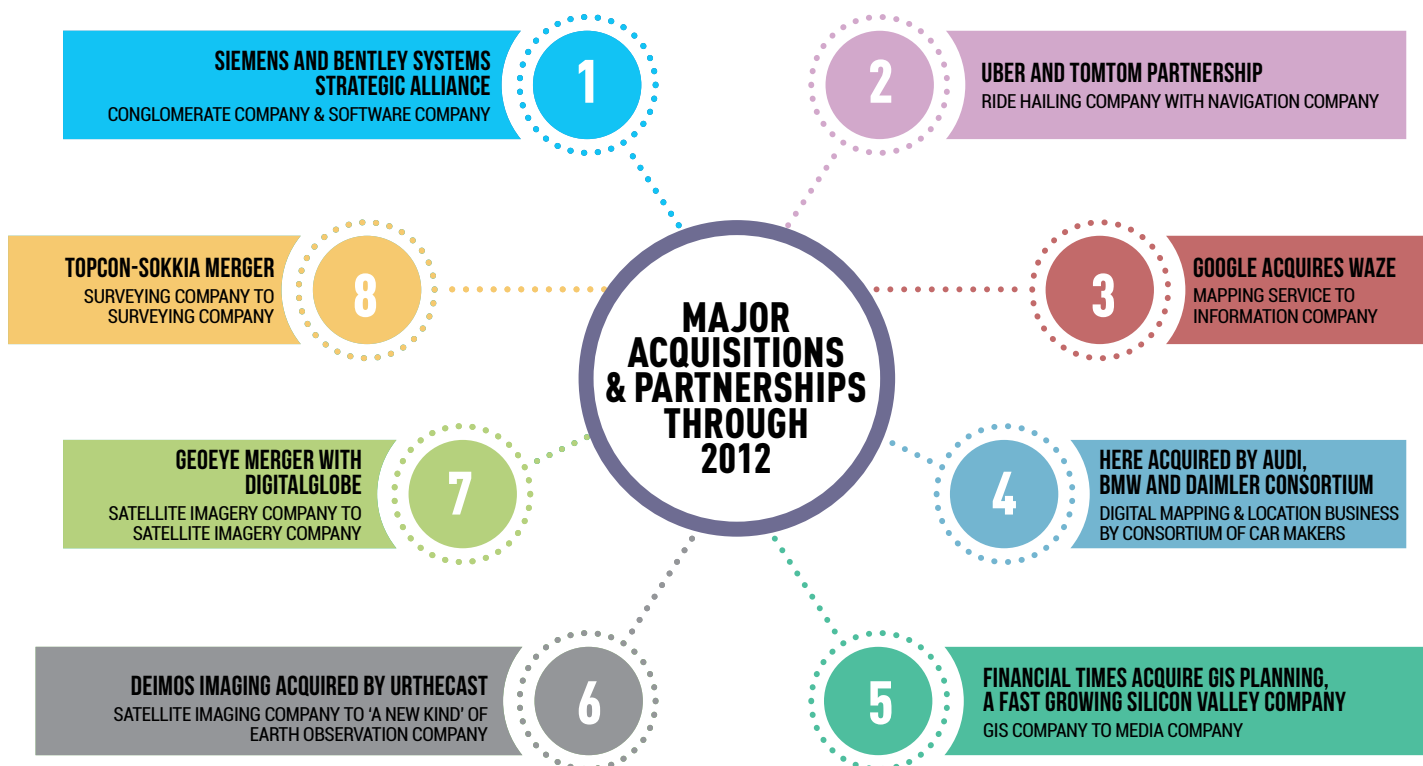 SIEMENS AND BENTLEY SYSTEMS
STRATEGIC ALLIANCE
CONGLOMERATE COMPANY & SOFTWARE COMPANY
1
2
UBER AND TOMTOM PARTNERSHIP
RIDE HAILING COMPANY WITH NAVIGATION COMPANY
TOPCON-SOKKIA MERGER
SURVEYING COMPANY TO
SURVEYING COMPANY
8
MAJOR
ACQUISITIONS
& PARTNERSHIPS
THROUGH
2012
3
GOOGLE ACQUIRES WAZE
MAPPING SERVICE TO
INFORMATION COMPANY
GEOEYE MERGER WITH
DIGITALGLOBE
SATELLITE IMAGERY COMPANY TO
SATELLITE IMAGERY COMPANY
7
4
HERE ACQUIRED BY AUDI,
BMW AND DAIMLER CONSORTIUM
DIGITAL MAPPING & LOCATION BUSINESS
BY CONSORTIUM OF CAR MAKERS
DEIMOS IMAGING ACQUIRED BY URTHECAST
SATELLITE IMAGING COMPANY TO ‘A NEW KIND’ OF
EARTH OBSERVATION COMPANY
6
5
FINANCIAL TIMES ACQUIRE GIS PLANNING,
A FAST GROWING SILICON VALLEY COMPANY
GIS COMPANY TO MEDIA COMPANY